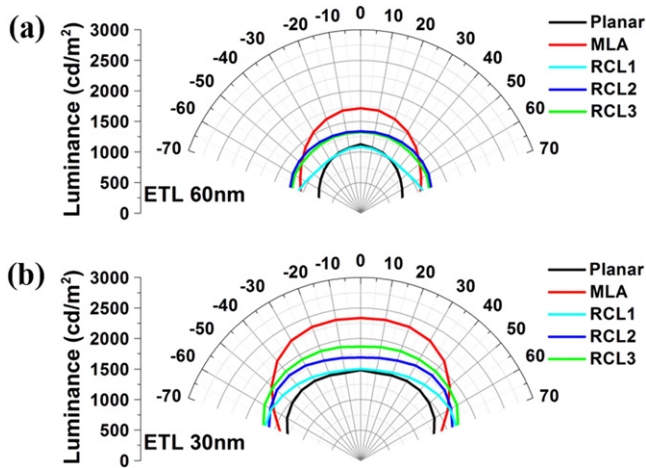 (a)
Luminance (cd/m²)
3000
2500
2000
1500
1000
500
0
-70
-60
-50
-40
-30
-20
-10
0
10
20
30
40
50
60
70
ETL 60nm
Planar
MLA
RCL1
RCL2
RCL3
(b)
Luminance (cd/m²)
3000
2500
2000
1500
1000
500
0
-70
-60
-50
-40
-30
-20
-10
0
10
20
30
40
50
60
70
ETL 30nm
Planar
MLA
RCL1
RCL2
RCL3